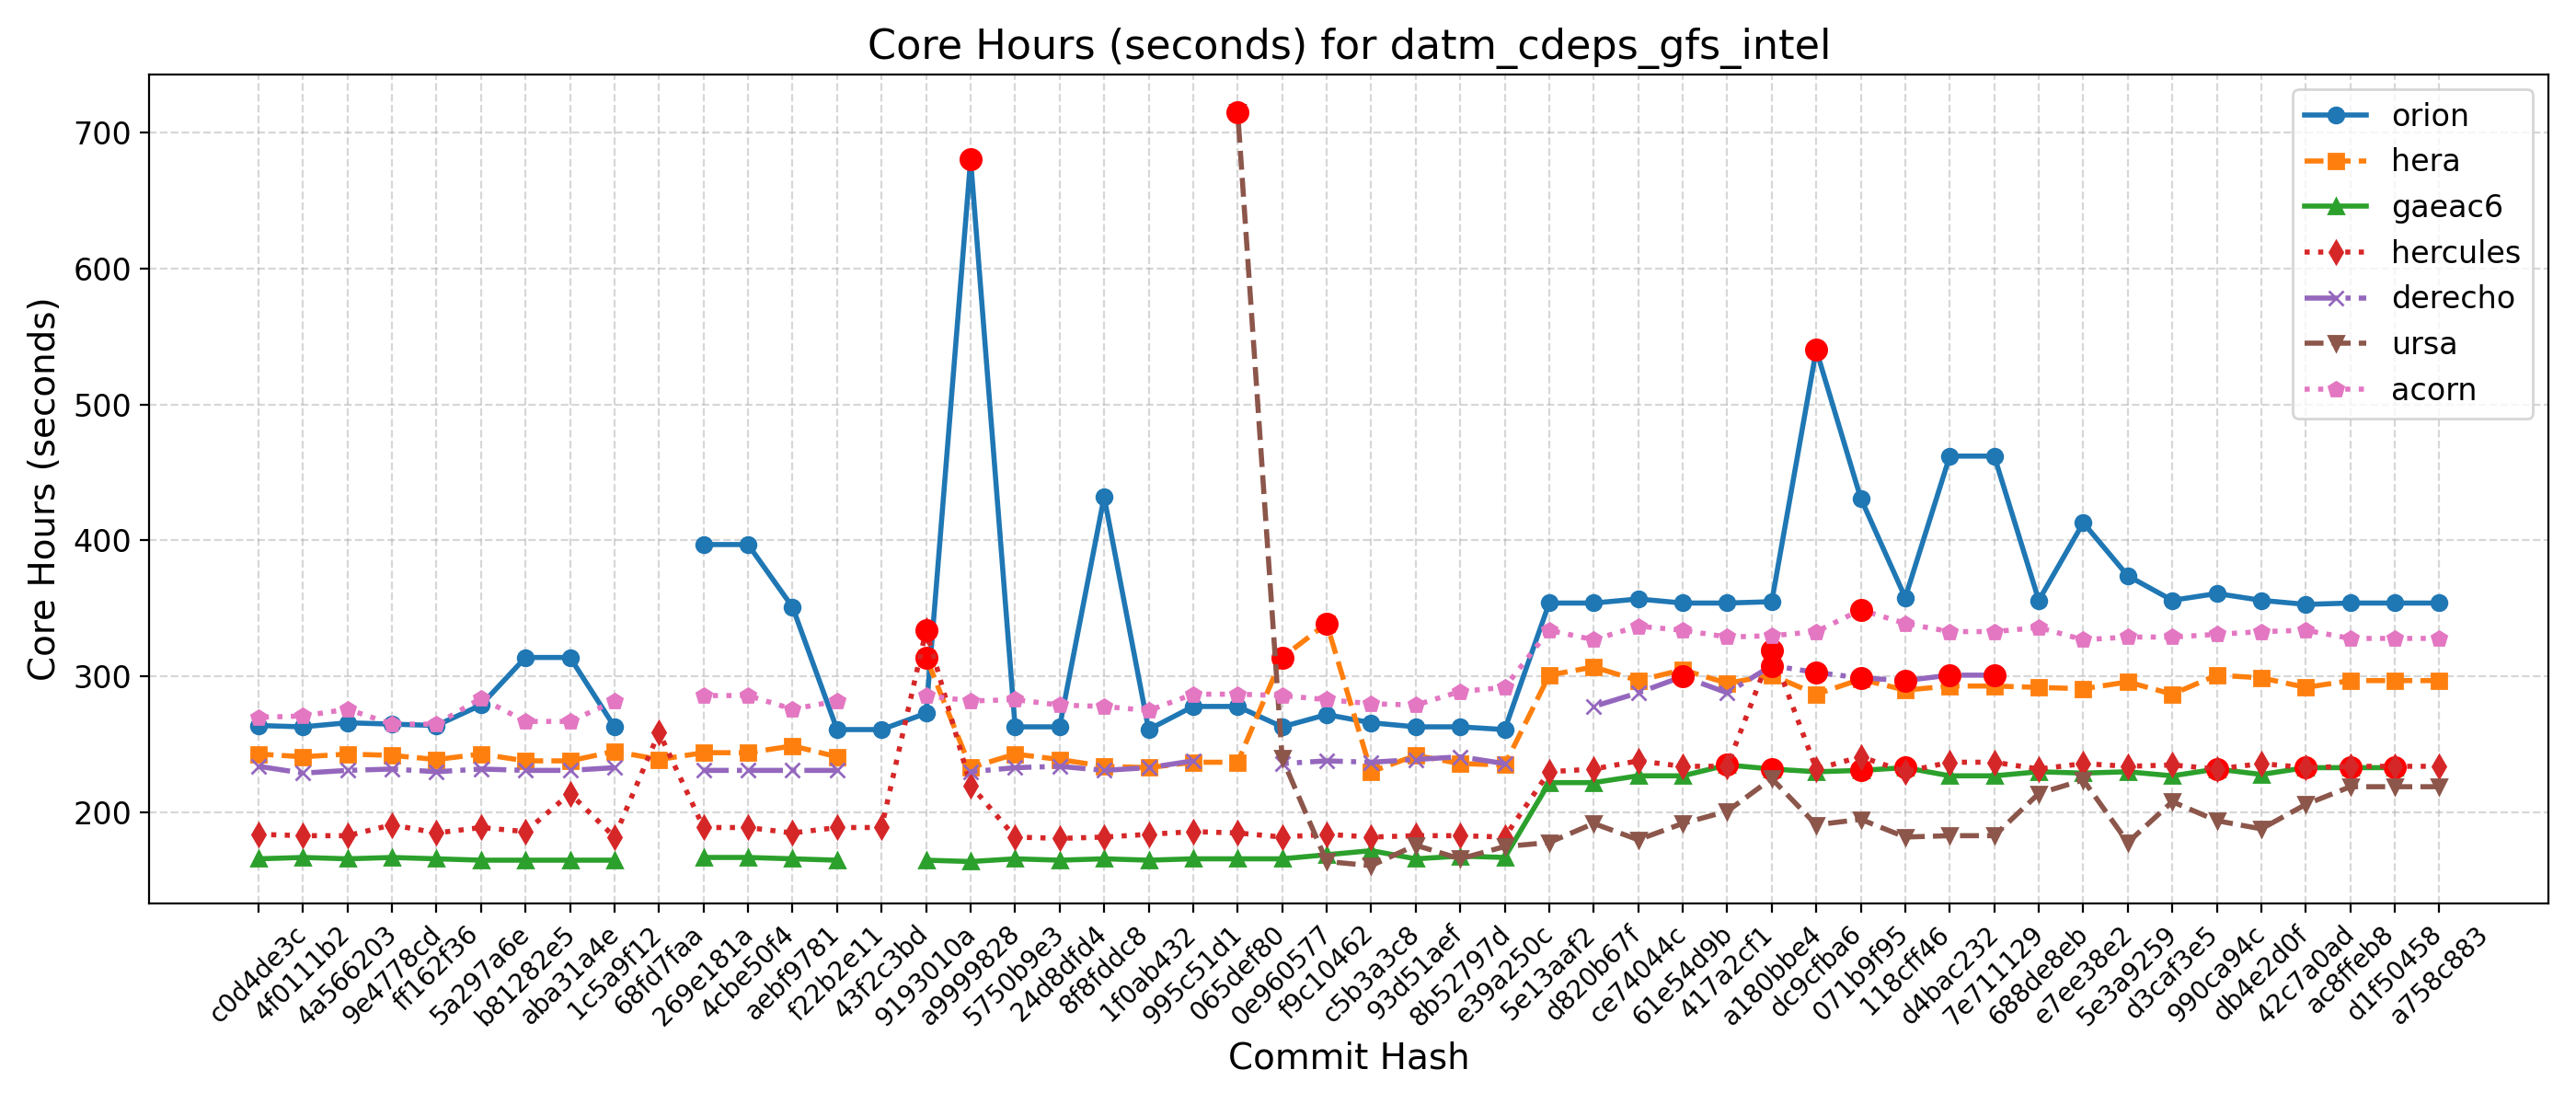 Core Hours (seconds) for datm_cdeps_gfs_intel
Core Hours (seconds)
700
600
500
400
300
200
orion
hera
gaeac6
hercules
derecho
ursa
acorn
c0d4de3c
4f0111b2
4a566203
9e4778cd
ff162f36
5a297a6e
b81282e5
aba31a4e
1c5a9f12
68fd7faa
269e181a
4cbe50f4
aebf9781
f22b2e11
43f2c3bd
9193010a
a9999828
5750b9e3
24d8dfd4
8f8fddc8
1f0ab432
995c51d1
065def80
0e960577
f9c10462
c5b3a3c8
93d51aef
8b52797d
e39a250c
5e13aaf2
d820b67f
ce74044c
61e54d9b
417a2cf1
a180bbe4
dc9cfba6
071b9f95
118cff46
d4bac232
7e711129
688de8eb
e7ee38e2
5e3a9259
d3caf3e5
990ca94c
db4e2d0f
42c7a0ad
ac8ffeb8
d1f50458
a758c883
Commit Hash